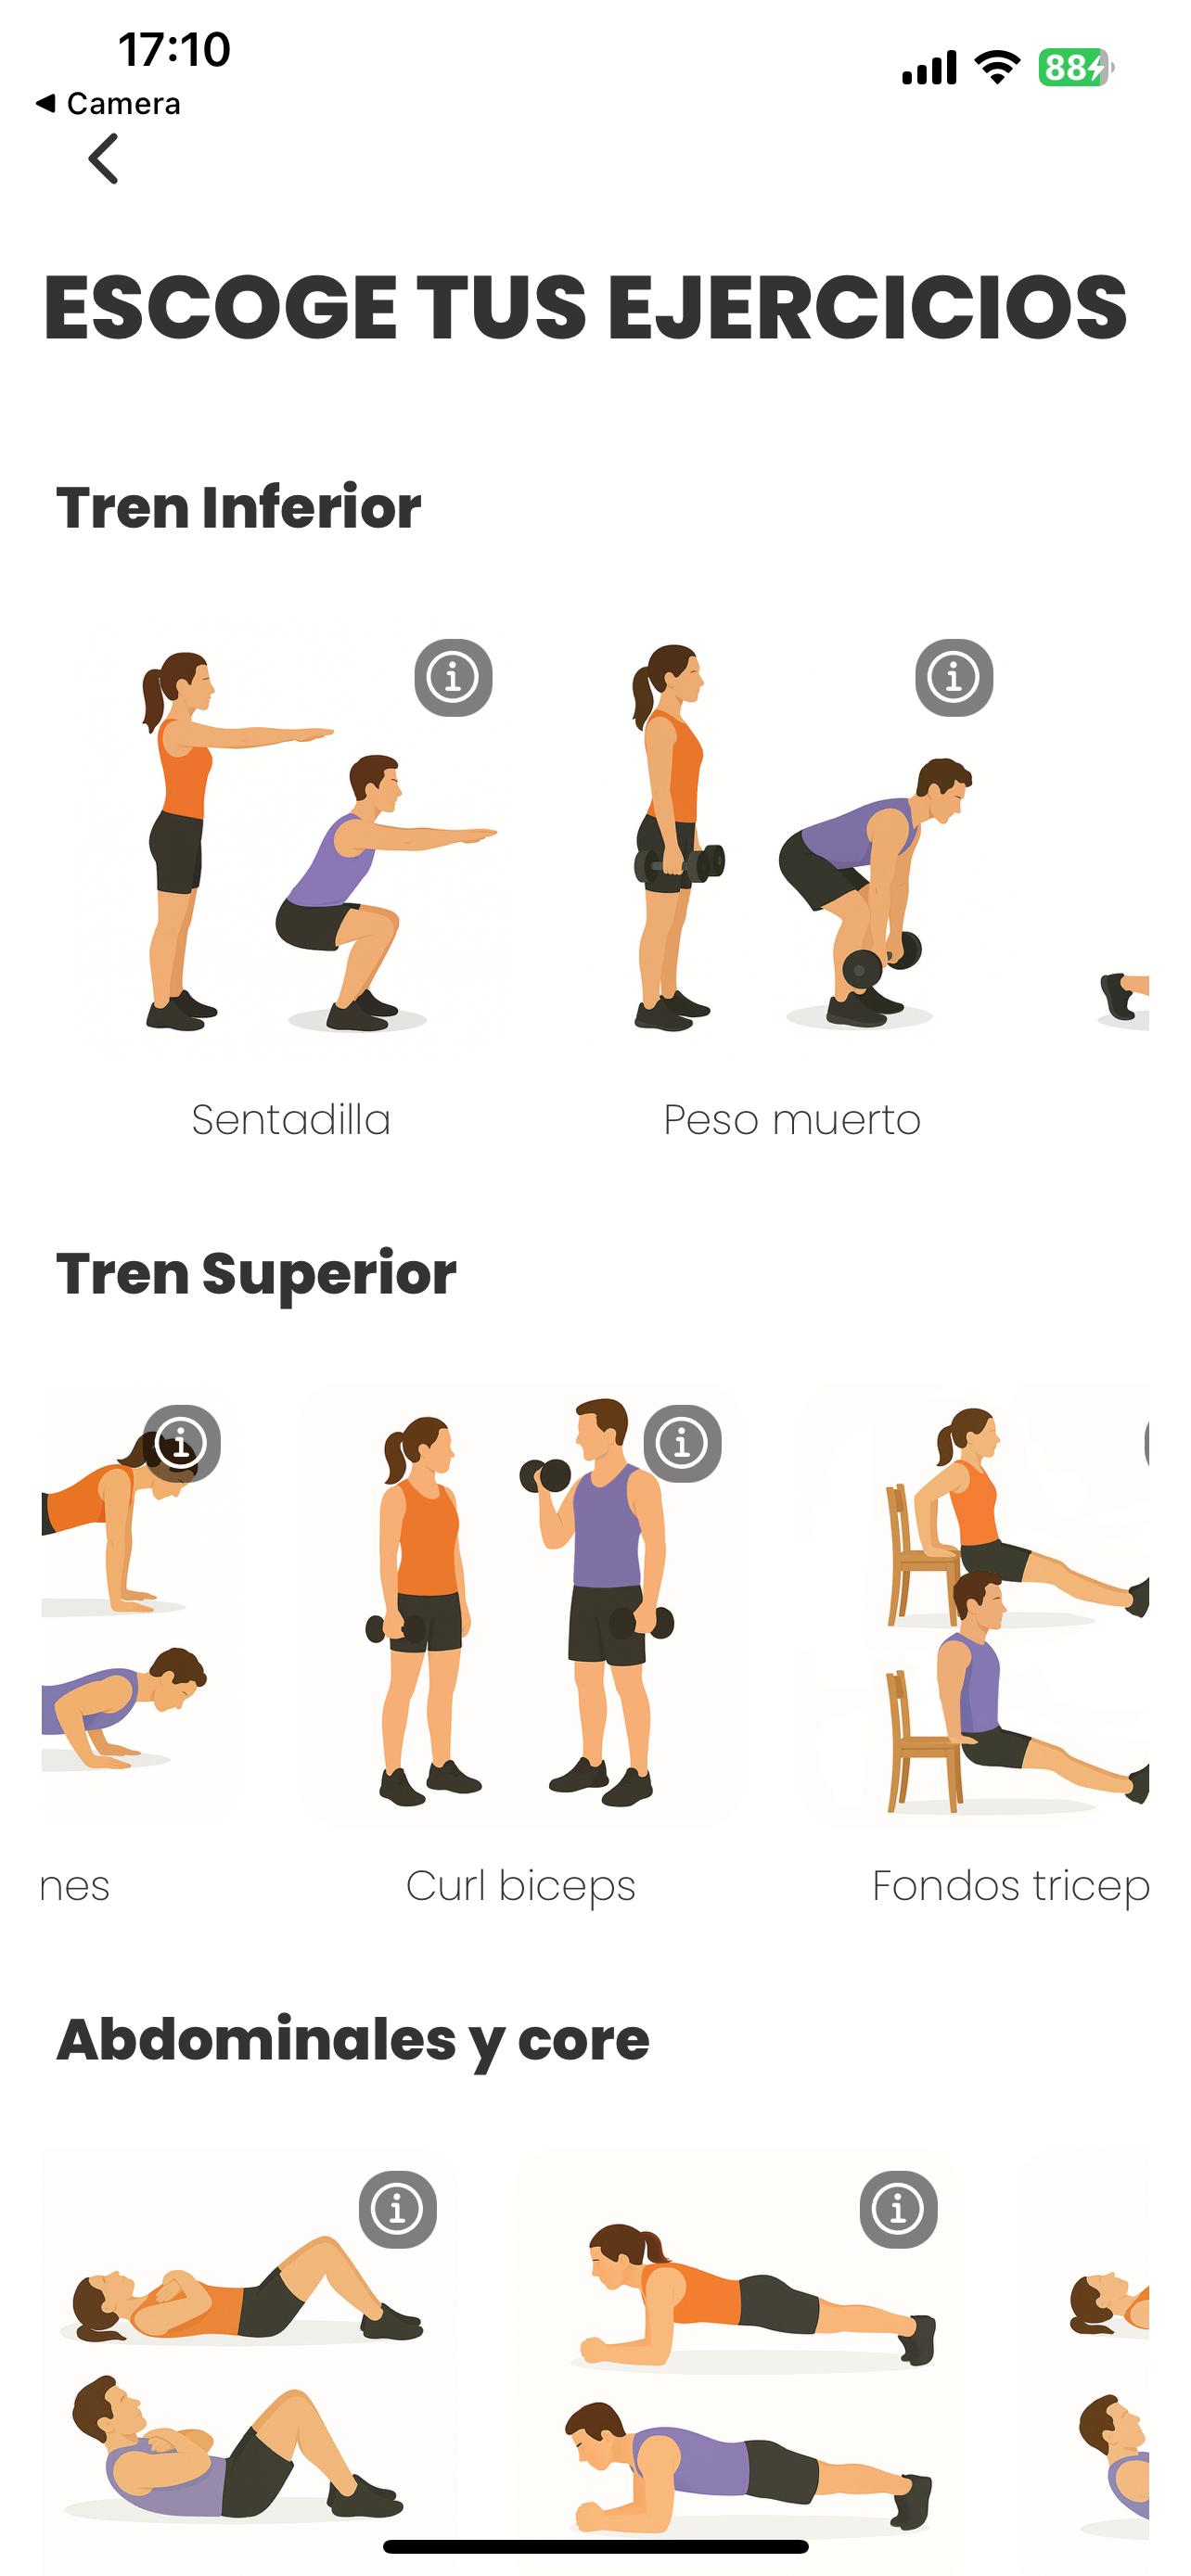 17:10
88
◀ Camera
ESCOGE TUS EJERCICIOS
Tren Inferior
Sentadilla
Peso muerto
Tren Superior
nes
Curl biceps
Fondos tricep
Abdominales y core